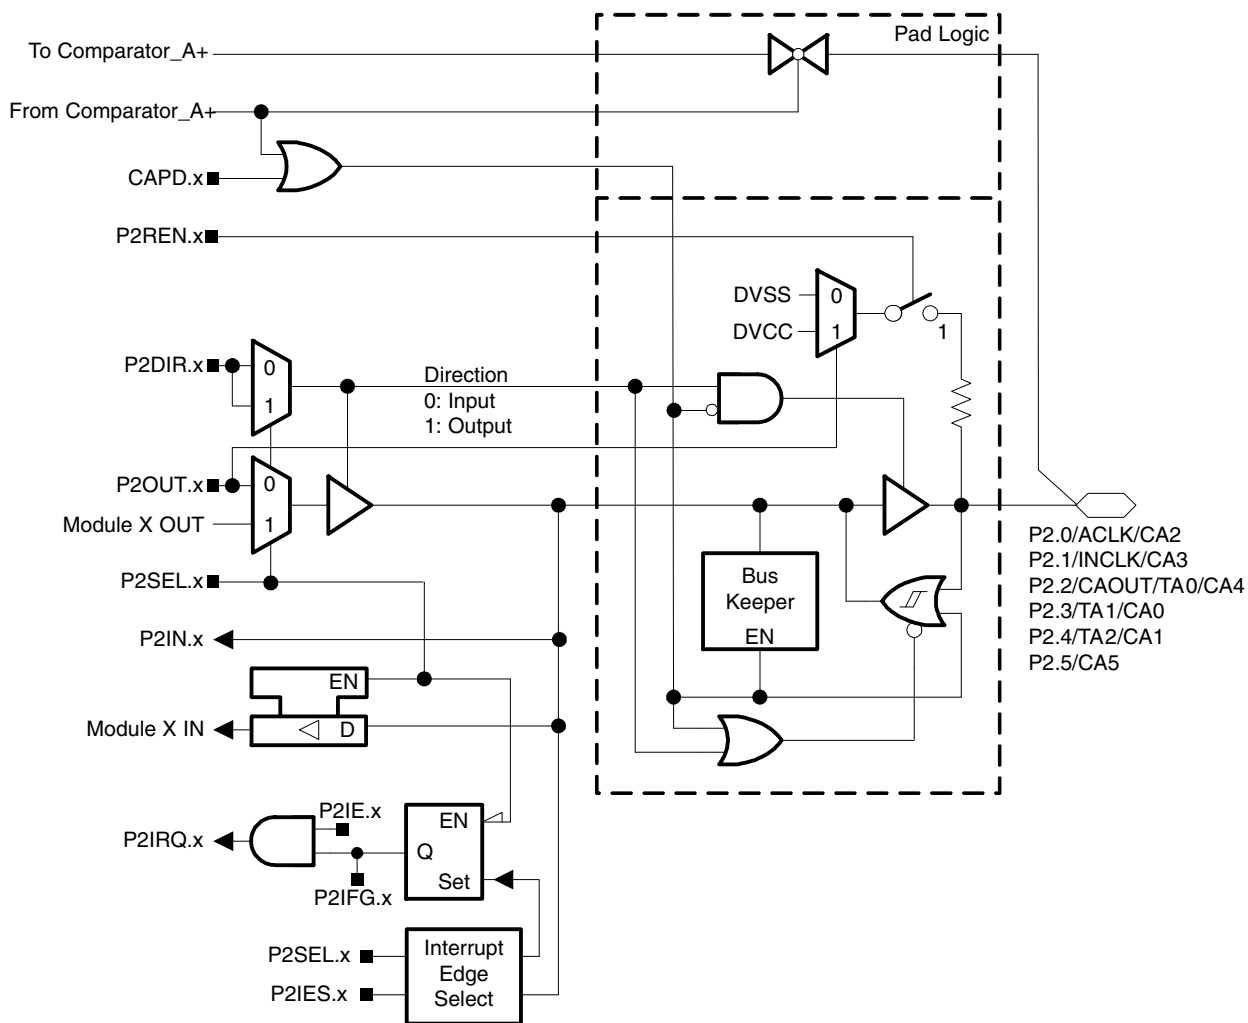 Pad Logic
To Comparator_A+
From Comparator_A+
CAPD.x
P2REN.x
DVSS
0
DVCC
1
1
P2DIR.x
0
1
Direction
0: Input
1: Output
P2OUT.x
0
Module X OUT
1
P2SEL.x
Bus
Keeper
EN
P2.0/ACLK/CA2
P2.1/INCLK/CA3
P2.2/CAOUT/TA0/CA4
P2.3/TA1/CA0
P2.4/TA2/CA1
P2.5/CA5
P2IN.x
EN
Module X IN
D
P2IE.x
EN
P2IRQ.x
Q
Set
P2IFG.x
P2SEL.x
P2IES.x
Interrupt
Edge
Select